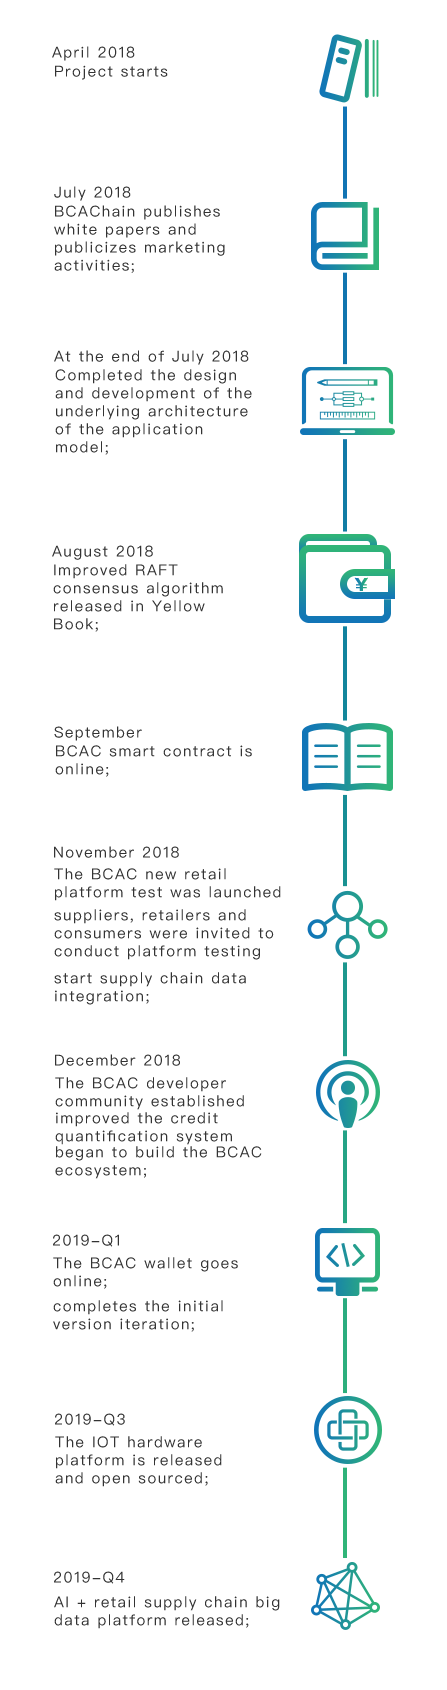 April 2018
Project starts
July 2018
BCAChain publishes
white papers and
publicizes marketing
activities;
At the end of July 2018
Completed the design
and development of the
underlying architecture
of the application
model;
August 2018
Improved RAFT
consensus algorithm
released in Yellow
Book;
¥
September
BCAC smart contract is
online;
November 2018
The BCAC new retail
platform test was launched
suppliers, retailers and
consumers were invited to
conduct platform testing
start supply chain data
integration;
December 2018
The BCAC developer
community established
improved the credit
quantification system
began to build the BCAC
ecosystem;
2019-Q1
The BCAC wallet goes
online;
completes the initial
version iteration;
</>
2019-Q3
The IOT hardware
platform is released
and open sourced;
2019-Q4
AI + retail supply chain big
data platform released;